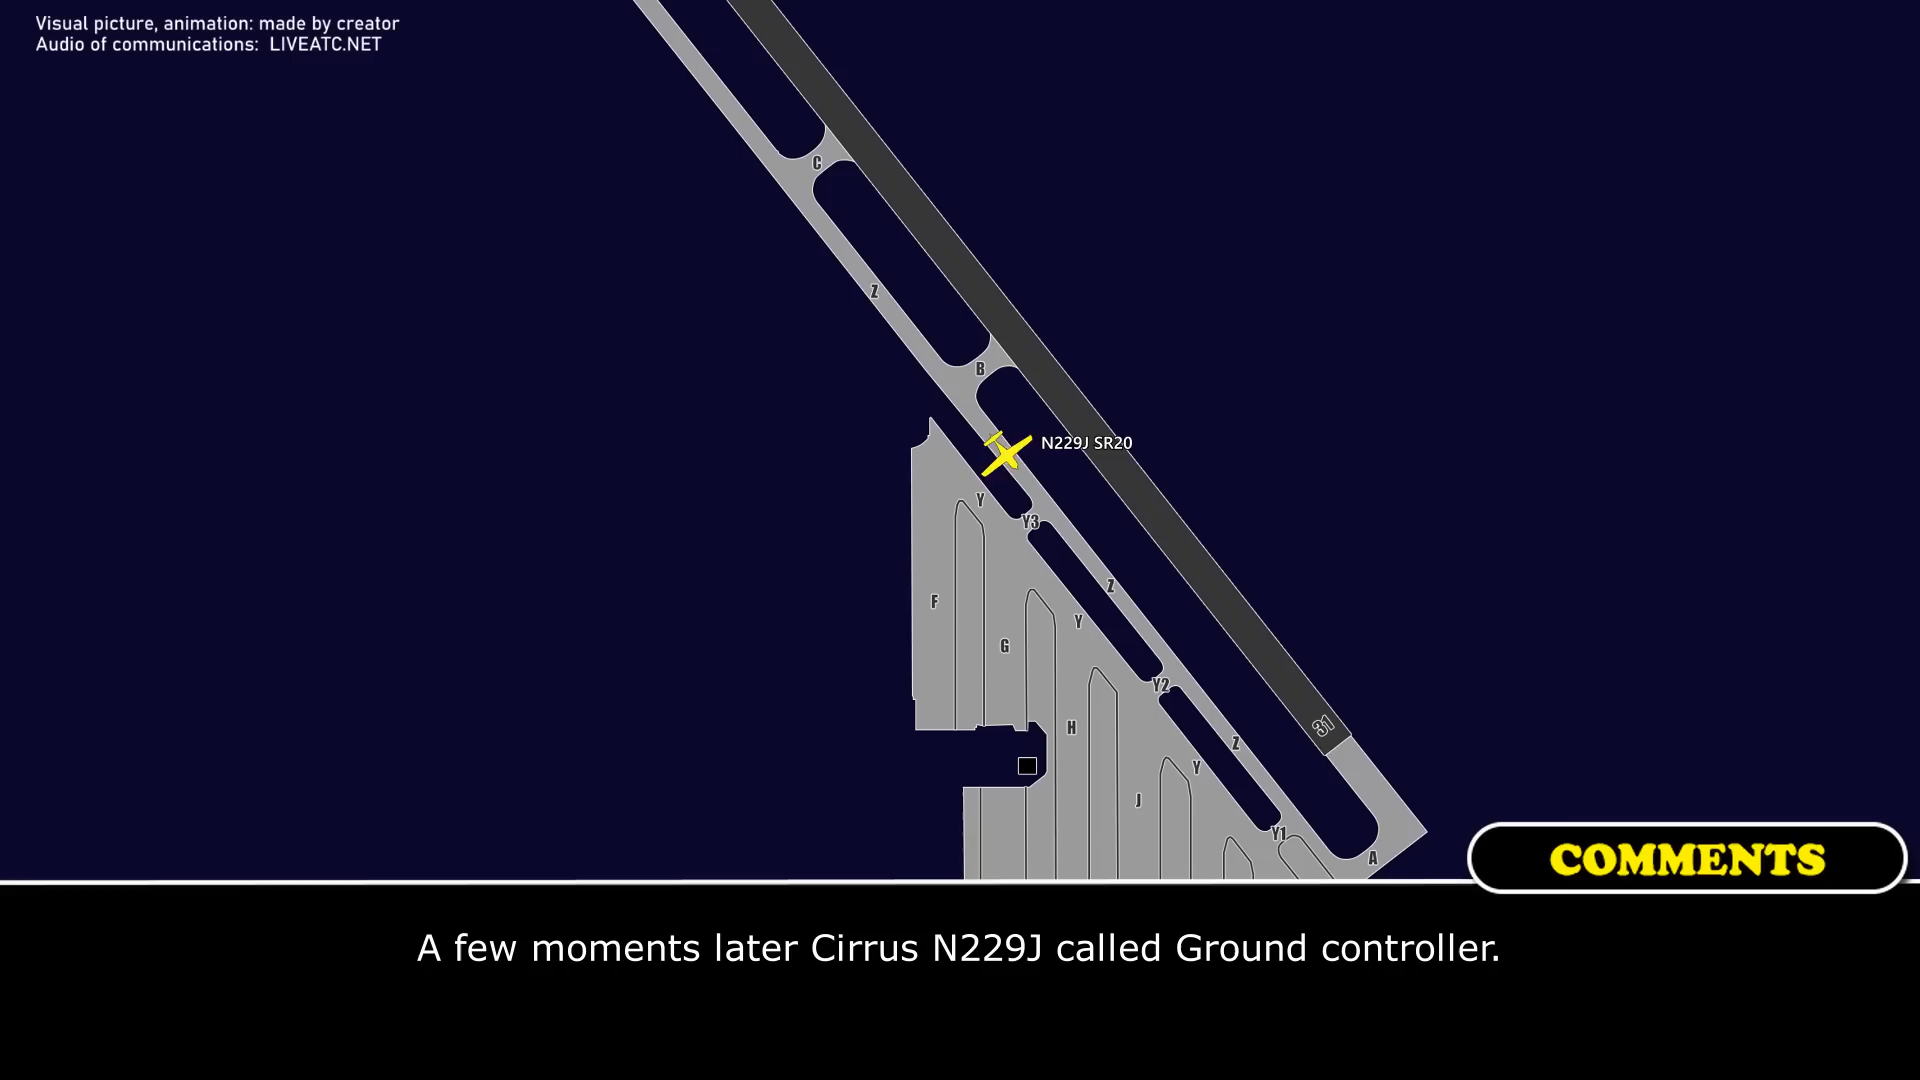 Visual picture, animation: made by creator
Audio of communications: LIVEATC.NET
C
Z
B
N229J SR20
Y
Y3
Z
F
Y
G
Y2
H
31
Z
Y
J
Y1
A
COMMENTS
A few moments later Cirrus N229J called Ground controller.